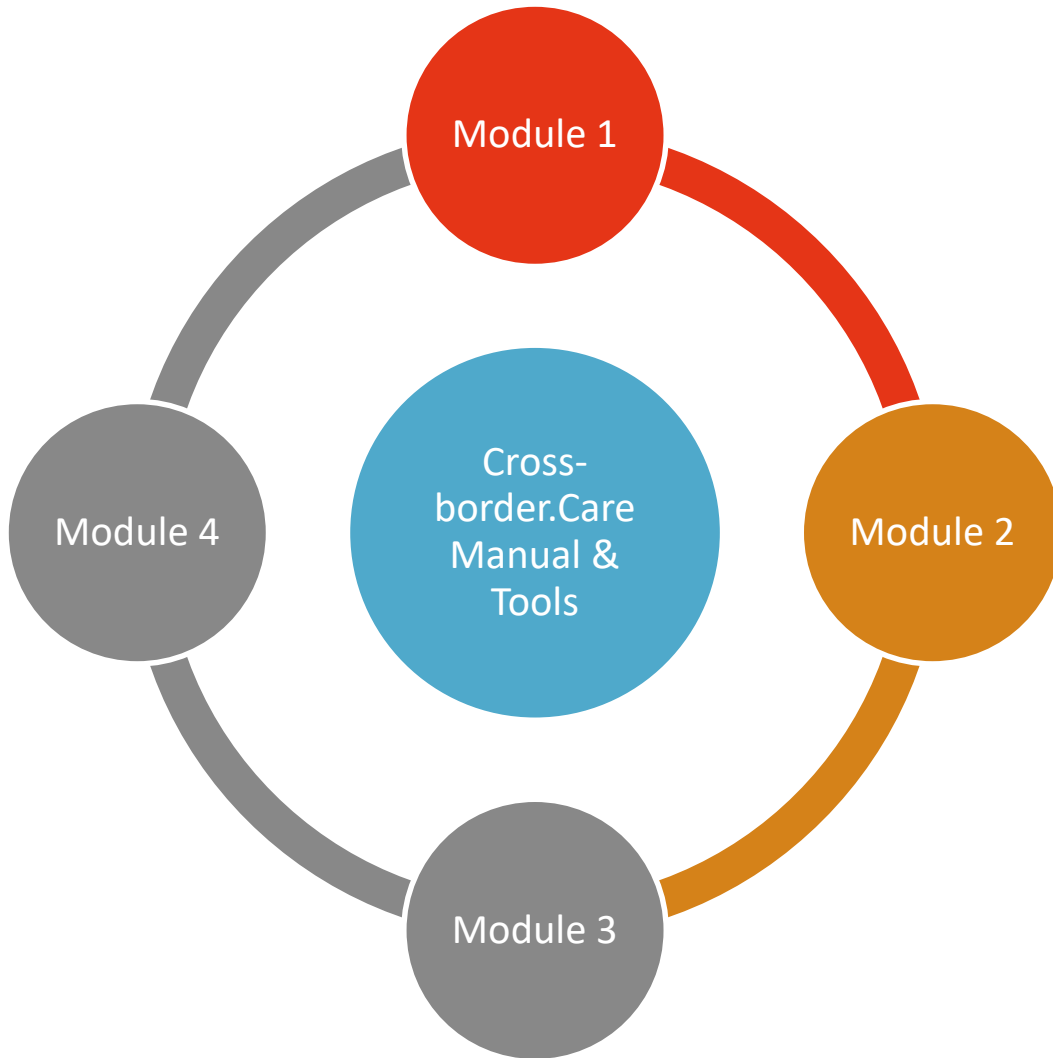 Module 1
Cross-
border.Care
Manual &
Tools
Module 4
Module 2
Module 3